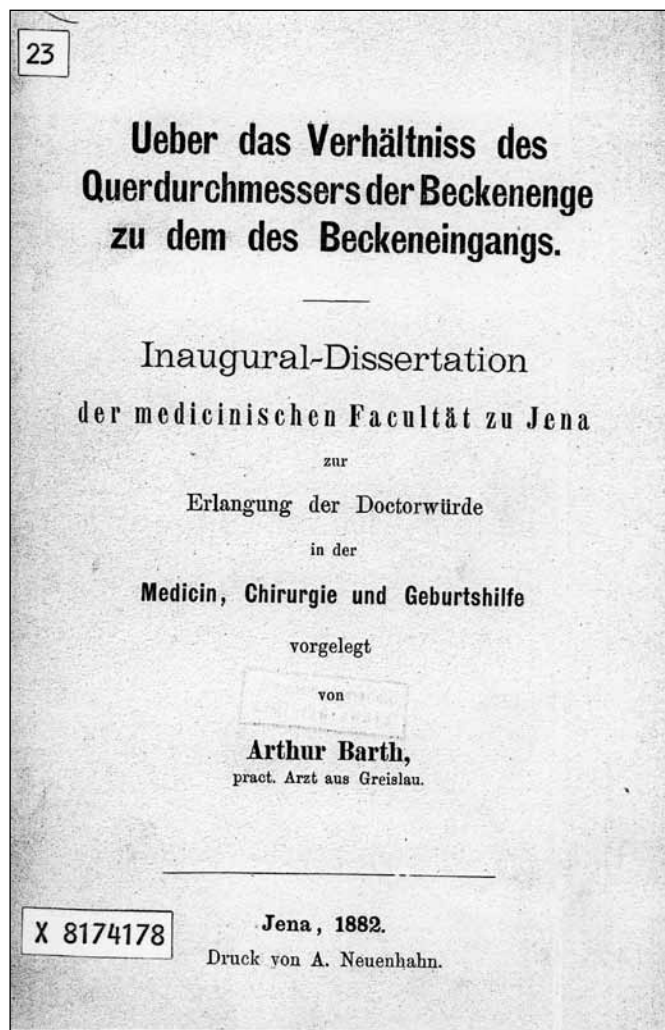 23
Ueber das Verhältniss des
Querdurchmessers der Beckenenge
zu dem des Beckeneingangs.
Inaugural-Dissertation
der medicinischen Facultät zu Jena
zur
Erlangung der Doctorwürde
in der
Medicin, Chirurgie und Geburtshilfe
vorgelegt
von
Arthur Barth,
pract. Arzt aus Greislau.
Jena, 1882.
X 8174178
Druck von A. Neuenhahn.